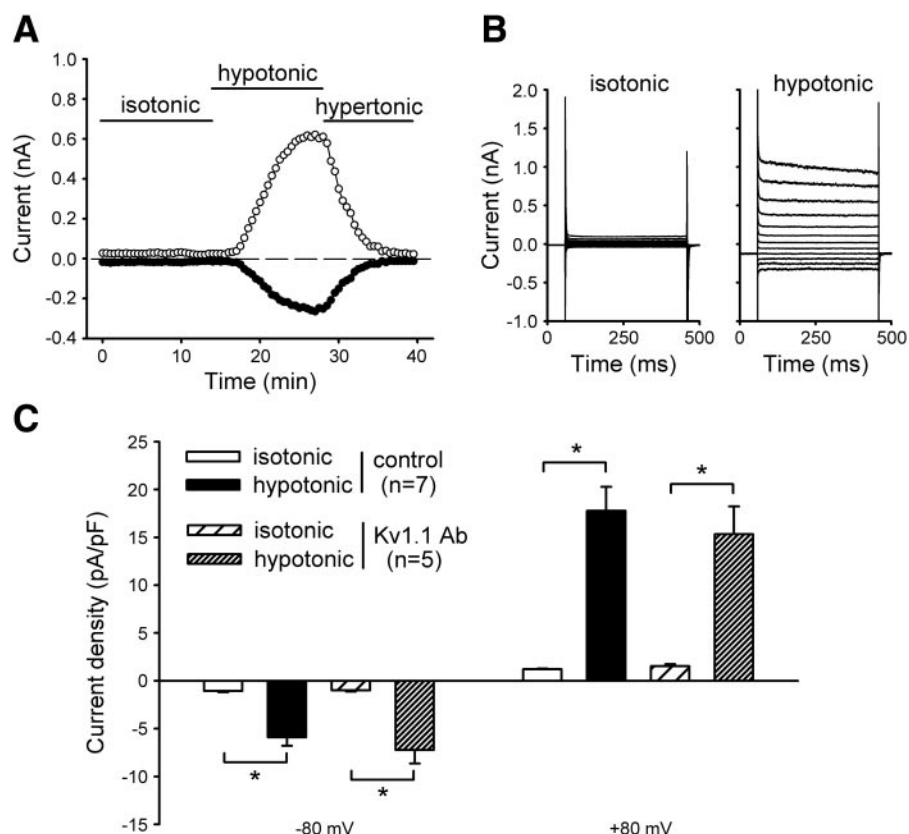 A
Current (nA)
1.0
0.8
0.6
0.4
0.2
0.0
-0.2
-0.4
isotonic
hypotonic
hypertonic
0 10 20 30 40
Time (min)
B
Current (nA)
2.0
1.5
1.0
0.5
0.0
-0.5
-1.0
isotonic
hypotonic
0 250 500
0 250 500
Time (ms)
Time (ms)
C
Current density (pA/pF)
25
20
15
10
5
0
-5
-10
-15
isotonic
hypotonic
control
(n=7)
isotonic
hypotonic
Kv1.1 Ab
(n=5)
*
*
*
*
-80 mV
+80 mV